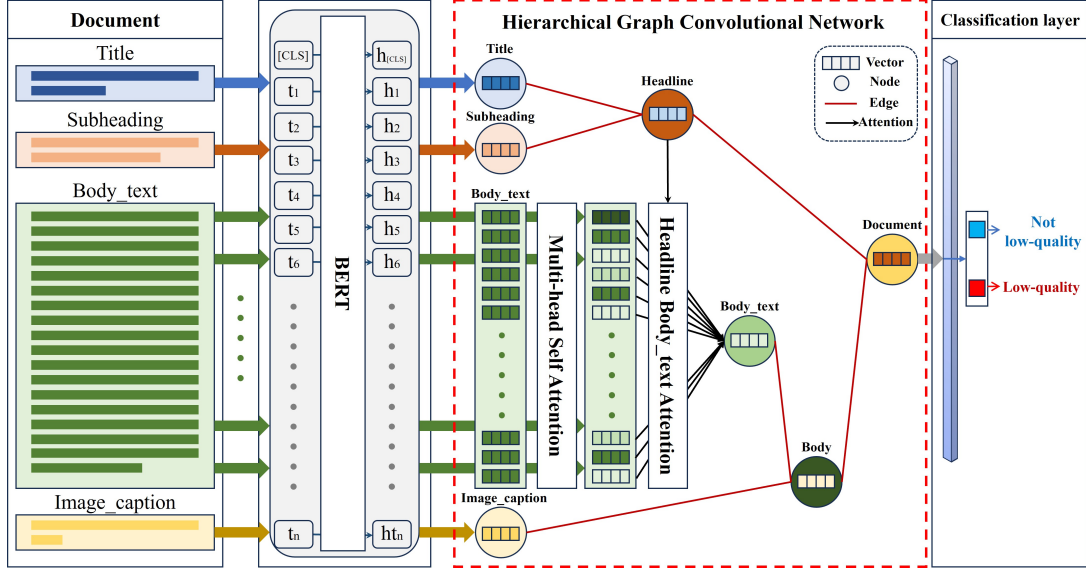 Document
Title
Subheading
Body_text
Image_caption
[CLS]
t1
t2
t3
t4
t5
t6
tn
BERT
h[CLS]
h1
h2
h3
h4
h5
h6
htn
Hierarchical Graph Convolutional Network
Title
Subheading
Body_text
Image_caption
Multi-head Self Attention
Headline Body_text Attention
Headline
Body_text
Body
Document
Vector
Node
Edge
Attention
Classification layer
Not
low-quality
Low-quality